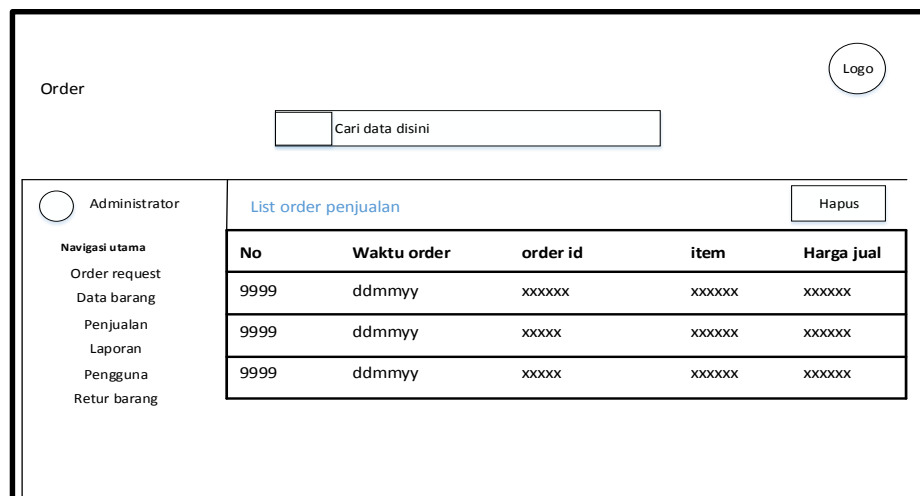 Logo
Order
Cari data disini
Administrator
List order penjualan
Hapus
Navigasi utama
Order request
Data barang
Penjualan
Laporan
Pengguna
Retur barang
No Waktu order order id item Harga jual
9999 ddmmyy xxxxxx xxxxxx xxxxxx
9999 ddmmyy xxxxx xxxxxx xxxxxx
9999 ddmmyy xxxxx xxxxxx xxxxxx